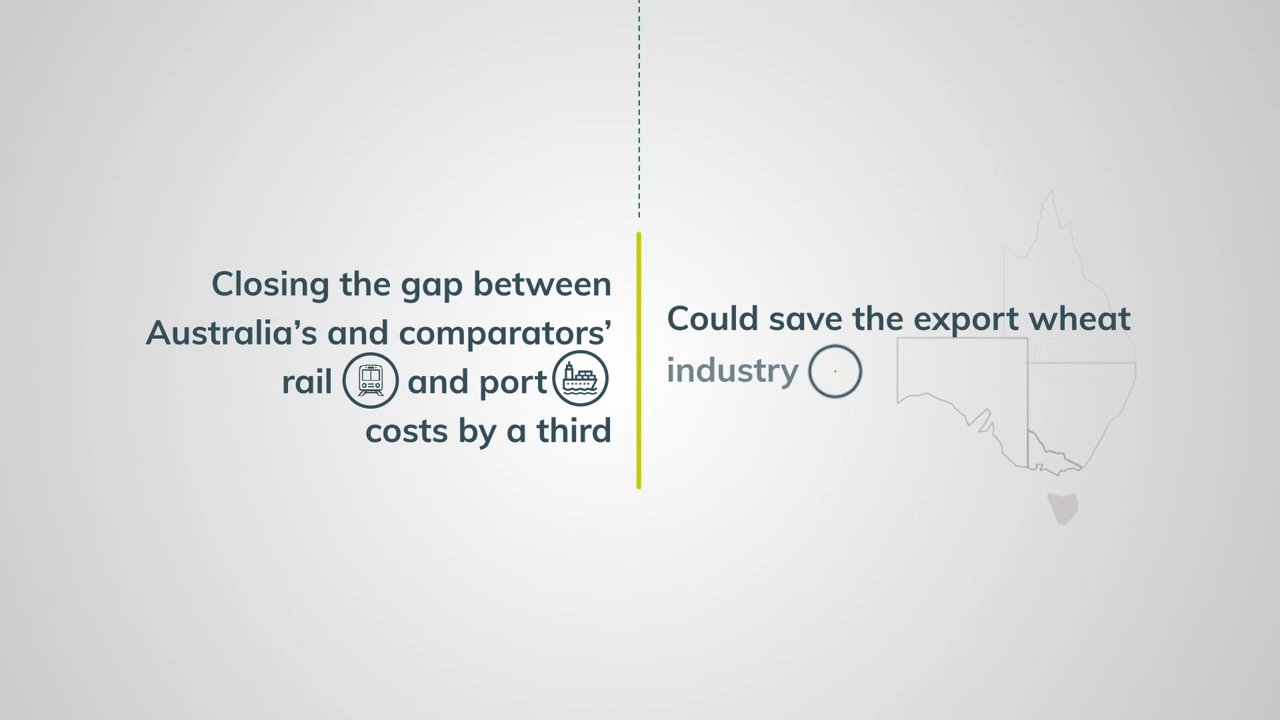 Closing the gap between
Australia’s and comparators’
rail and port
costs by a third
Could save the export wheat
industry